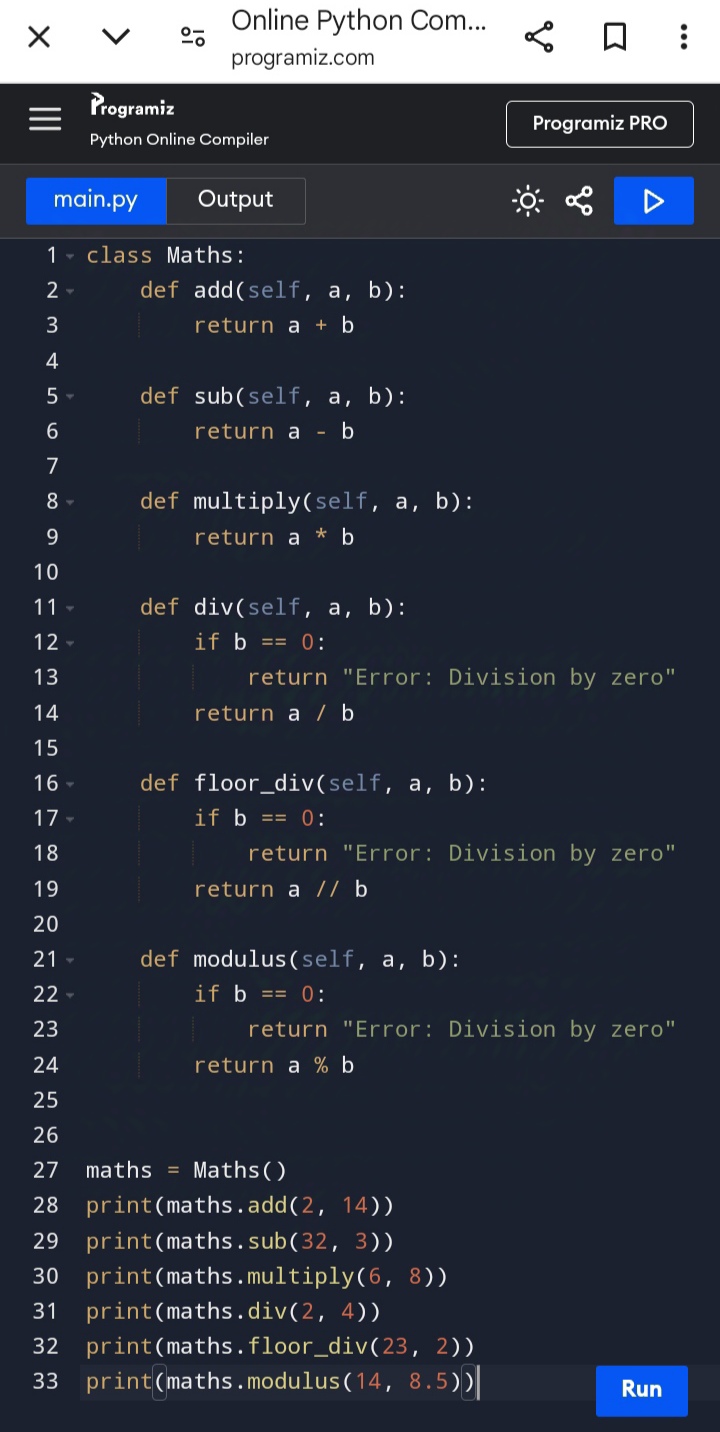 Online Python Com...
programiz.com
Programiz
Python Online Compiler
Programiz PRO
main.py
Output
1 class Maths:
2     def add(self, a, b):
3         return a + b
4
5     def sub(self, a, b):
6         return a - b
7
8     def multiply(self, a, b):
9         return a * b
10
11     def div(self, a, b):
12         if b == 0:
13             return "Error: Division by zero"
14         return a / b
15
16     def floor_div(self, a, b):
17         if b == 0:
18             return "Error: Division by zero"
19         return a // b
20
21     def modulus(self, a, b):
22         if b == 0:
23             return "Error: Division by zero"
24         return a % b
25
26
27 maths = Maths()
28 print(maths.add(2, 14))
29 print(maths.sub(32, 3))
30 print(maths.multiply(6, 8))
31 print(maths.div(2, 4))
32 print(maths.floor_div(23, 2))
33 print(maths.modulus(14, 8.5))
Run